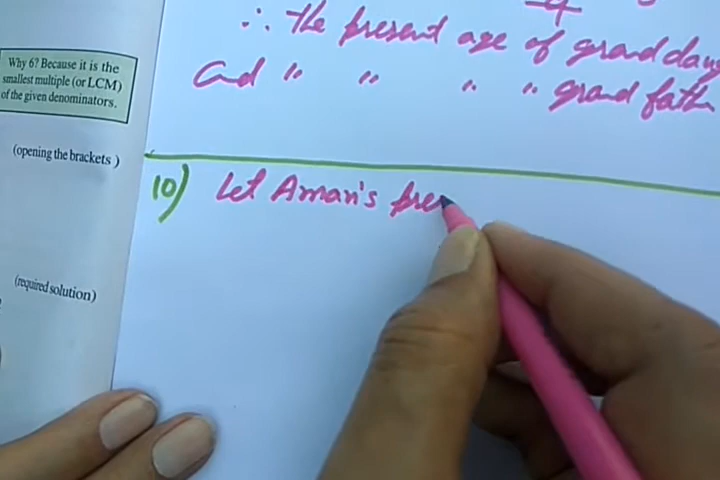 ∴ the present age of grand
and " " " " grand fath
Why 6? Because it is the
smallest multiple (or LCM)
of the given denominators.
(opening the brackets )
10) Let Aman's pre
(required solution)